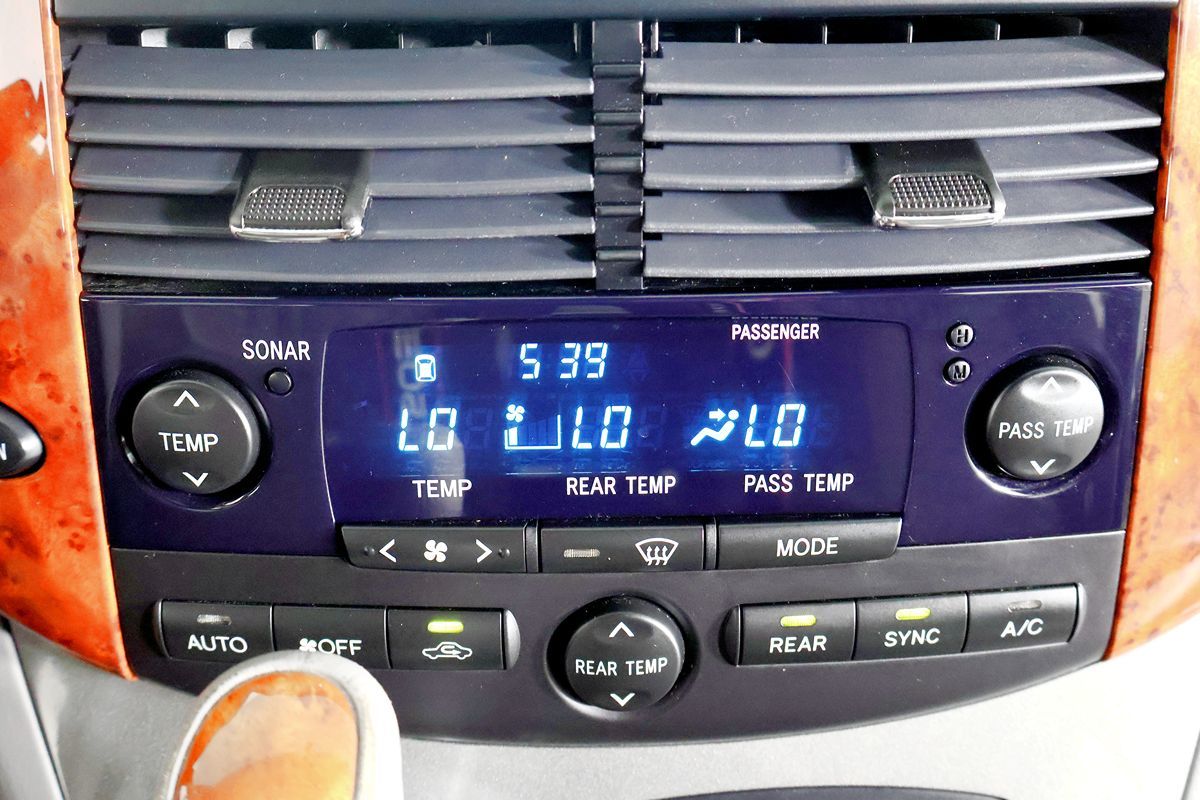 PASSENGER
SONAR
H
5 39
M
TEMP
LO LO LO
PASS TEMP
TEMP REAR TEMP PASS TEMP
N
MODE
AUTO OFF REAR SYNC A/C
REAR TEMP